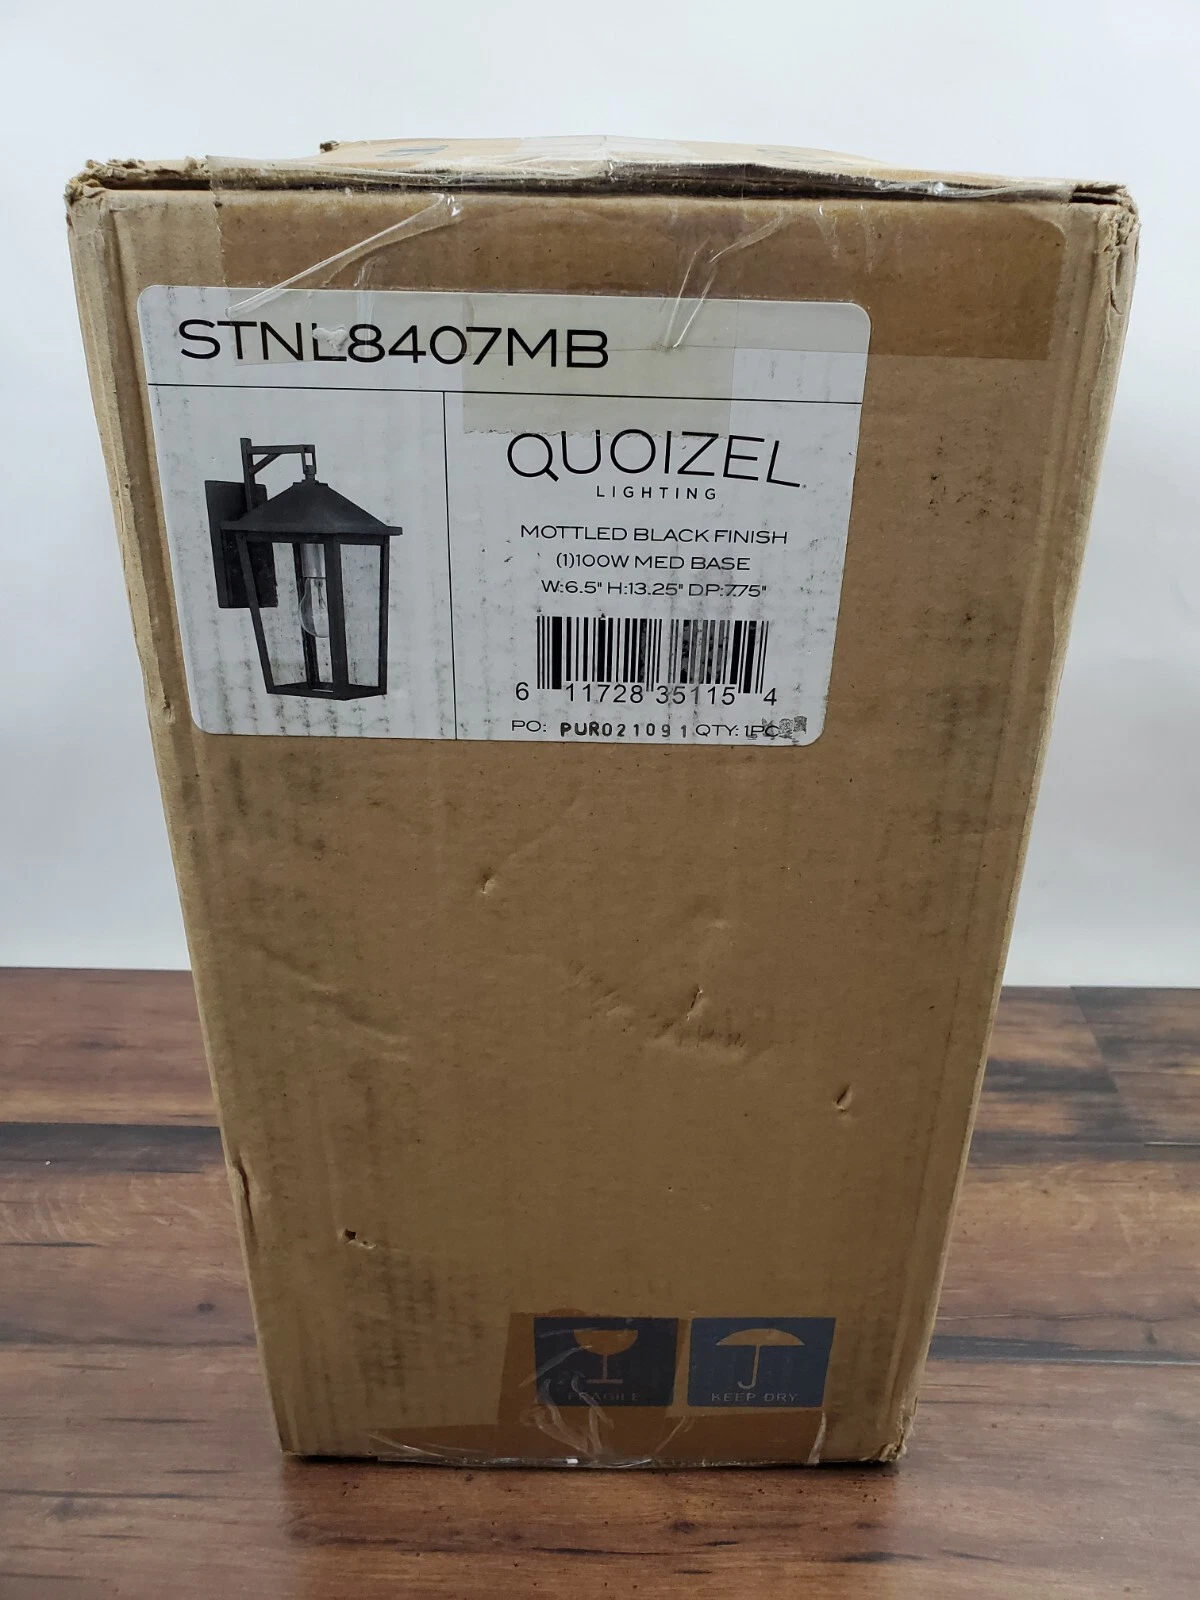 STNL8407MB
QUOIZEL
LIGHTING
MOTTLED BLACK FINISH
(1)100W MED BASE
W:6.5" H:13.25" DP:7.75"
6 11728 35115 4
PO: PUR021091 QTY: 1PC
FRAGILE KEEP DRY